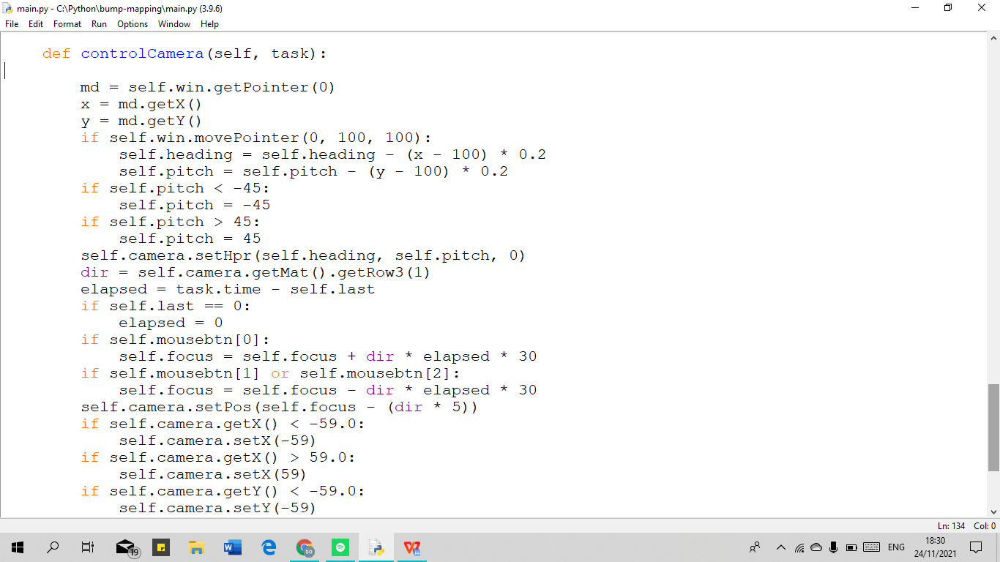 main.py - C:\Python\bump-mapping\main.py (3.9.6)
File Edit Format Run Options Window Help
    def controlCamera(self, task):

        md = self.win.getPointer(0)
        x = md.getX()
        y = md.getY()
        if self.win.movePointer(0, 100, 100):
            self.heading = self.heading - (x - 100) * 0.2
            self.pitch = self.pitch - (y - 100) * 0.2
        if self.pitch < -45:
            self.pitch = -45
        if self.pitch > 45:
            self.pitch = 45
        self.camera.setHpr(self.heading, self.pitch, 0)
        dir = self.camera.getMat().getRow3(1)
        elapsed = task.time - self.last
        if self.last == 0:
            elapsed = 0
        if self.mousebtn[0]:
            self.focus = self.focus + dir * elapsed * 30
        if self.mousebtn[1] or self.mousebtn[2]:
            self.focus = self.focus - dir * elapsed * 30
        self.camera.setPos(self.focus - (dir * 5))
        if self.camera.getX() < -59.0:
            self.camera.setX(-59)
        if self.camera.getX() > 59.0:
            self.camera.setX(59)
        if self.camera.getY() < -59.0:
            self.camera.setY(-59)
Ln: 134 Col: 0
19
SO
ENG
18:30
24/11/2021